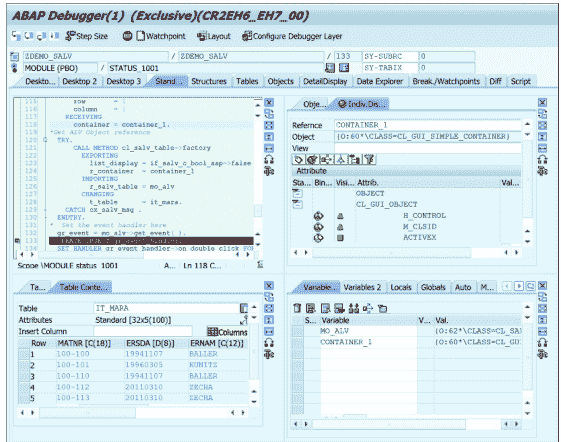 ABAP Debugger(1) (Exclusive)(CR2EH6_EH7_00)
Step Size Watchpoint Layout Configure Debugger Layer
ZDEMO_SALV / ZDEMO_SALV / 133 SY-SUBRC 0
MODULE (PBO) / STATUS_1001 SY-TABIX 0
Deskto... Desktop 2 Desktop 3 Stand... Structures Tables Objects DetailDisplay Data Explorer Break./Watchpoints Diff Script
row =
column =
RECEIVING
container = container_1.
*Get ALV Object reference
TRY.
CALL METHOD cl_salv_table=>factory
EXPORTING
list_display = if_salv_c_bool_sap=>false
r_container = container_1
IMPORTING
r_salv_table = mo_alv
CHANGING
t_table = it_mara.
CATCH cx_salv_msg .
ENDTRY.
* Set the event handler here
gr_event = mo_alv->get_event( ).
SET HANDLER gr_event_handler->on_double_click FOR
Scope \MODULE status_1001 A... Ln 118 C...
Obje... Indiv.Dis...
Refernce CONTAINER_1
Object {O:60*\CLASS=CL_GUI_SIMPLE_CONTAINER}
View
Attribute
Sta... Bin... Visi... Attrib. Val...
OBJECT
CL_GUI_OBJECT
H_CONTROL
M_CLSID
ACTIVEX
Ta... Table Conte...
Table IT_MARA
Attributes Standard [32x5(100)]
Insert Column Columns
Row MATNR [C(18)] ERSDA [D(8)] ERNAM [C(12)]
1 100-100 19941107 BALLER
2 100-101 19960305 KUNITZ
3 100-110 19941107 BALLER
4 100-112 20110310 ZECHA
5 100-113 20110310 ZECHA
Variable... Variables 2 Locals Globals Auto M...
S... Variable V... Val.
MO_ALV {O:62*\CLASS=CL_SAL
CONTAINER_1 {O:60*\CLASS=CL_GUI